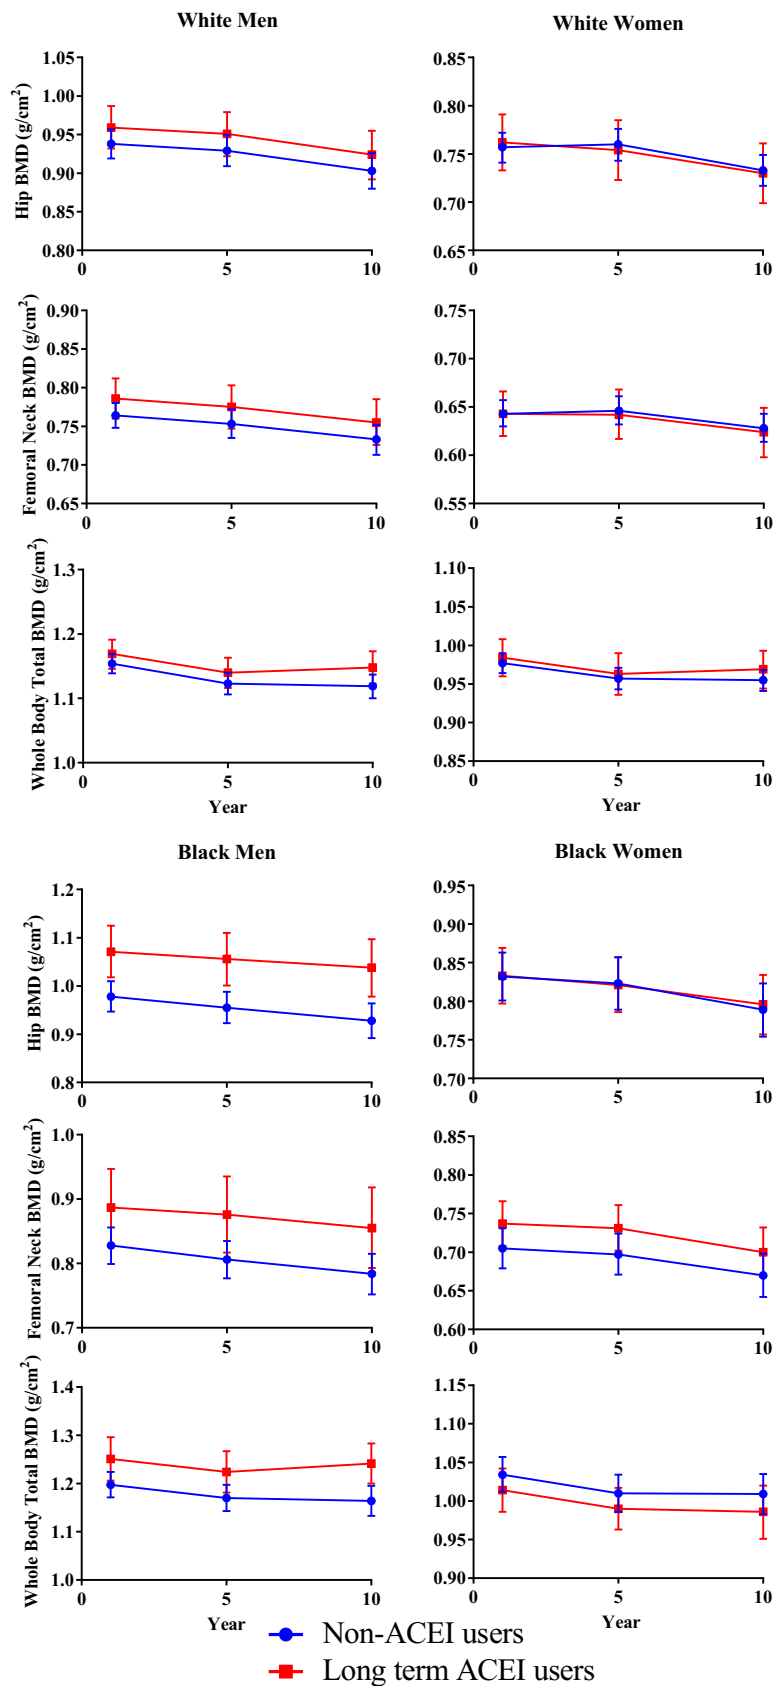 White Men
White Women
Hip BMD (g/cm²)
1.05
1.00
0.95
0.90
0.85
0.80
0 5 10
0.85
0.80
0.75
0.70
0.65
0 5 10
Femoral Neck BMD (g/cm²)
0.90
0.85
0.80
0.75
0.70
0.65
0 5 10
0.75
0.70
0.65
0.60
0.55
0 5 10
Whole Body Total BMD (g/cm²)
1.3
1.2
1.1
1.0
0 5 10
Year
1.10
1.05
1.00
0.95
0.90
0.85
0 5 10
Year
Black Men
Black Women
Hip BMD (g/cm²)
1.2
1.1
1.0
0.9
0.8
0 5 10
0.95
0.90
0.85
0.80
0.75
0.70
0 5 10
Femoral Neck BMD (g/cm²)
1.0
0.9
0.8
0.7
0 5 10
0.85
0.80
0.75
0.70
0.65
0.60
0 5 10
Whole Body Total BMD (g/cm²)
1.4
1.3
1.2
1.1
1.0
0 5 10
Year
1.15
1.10
1.05
1.00
0.95
0.90
0 5 10
Year
Non-ACEI users
Long term ACEI users